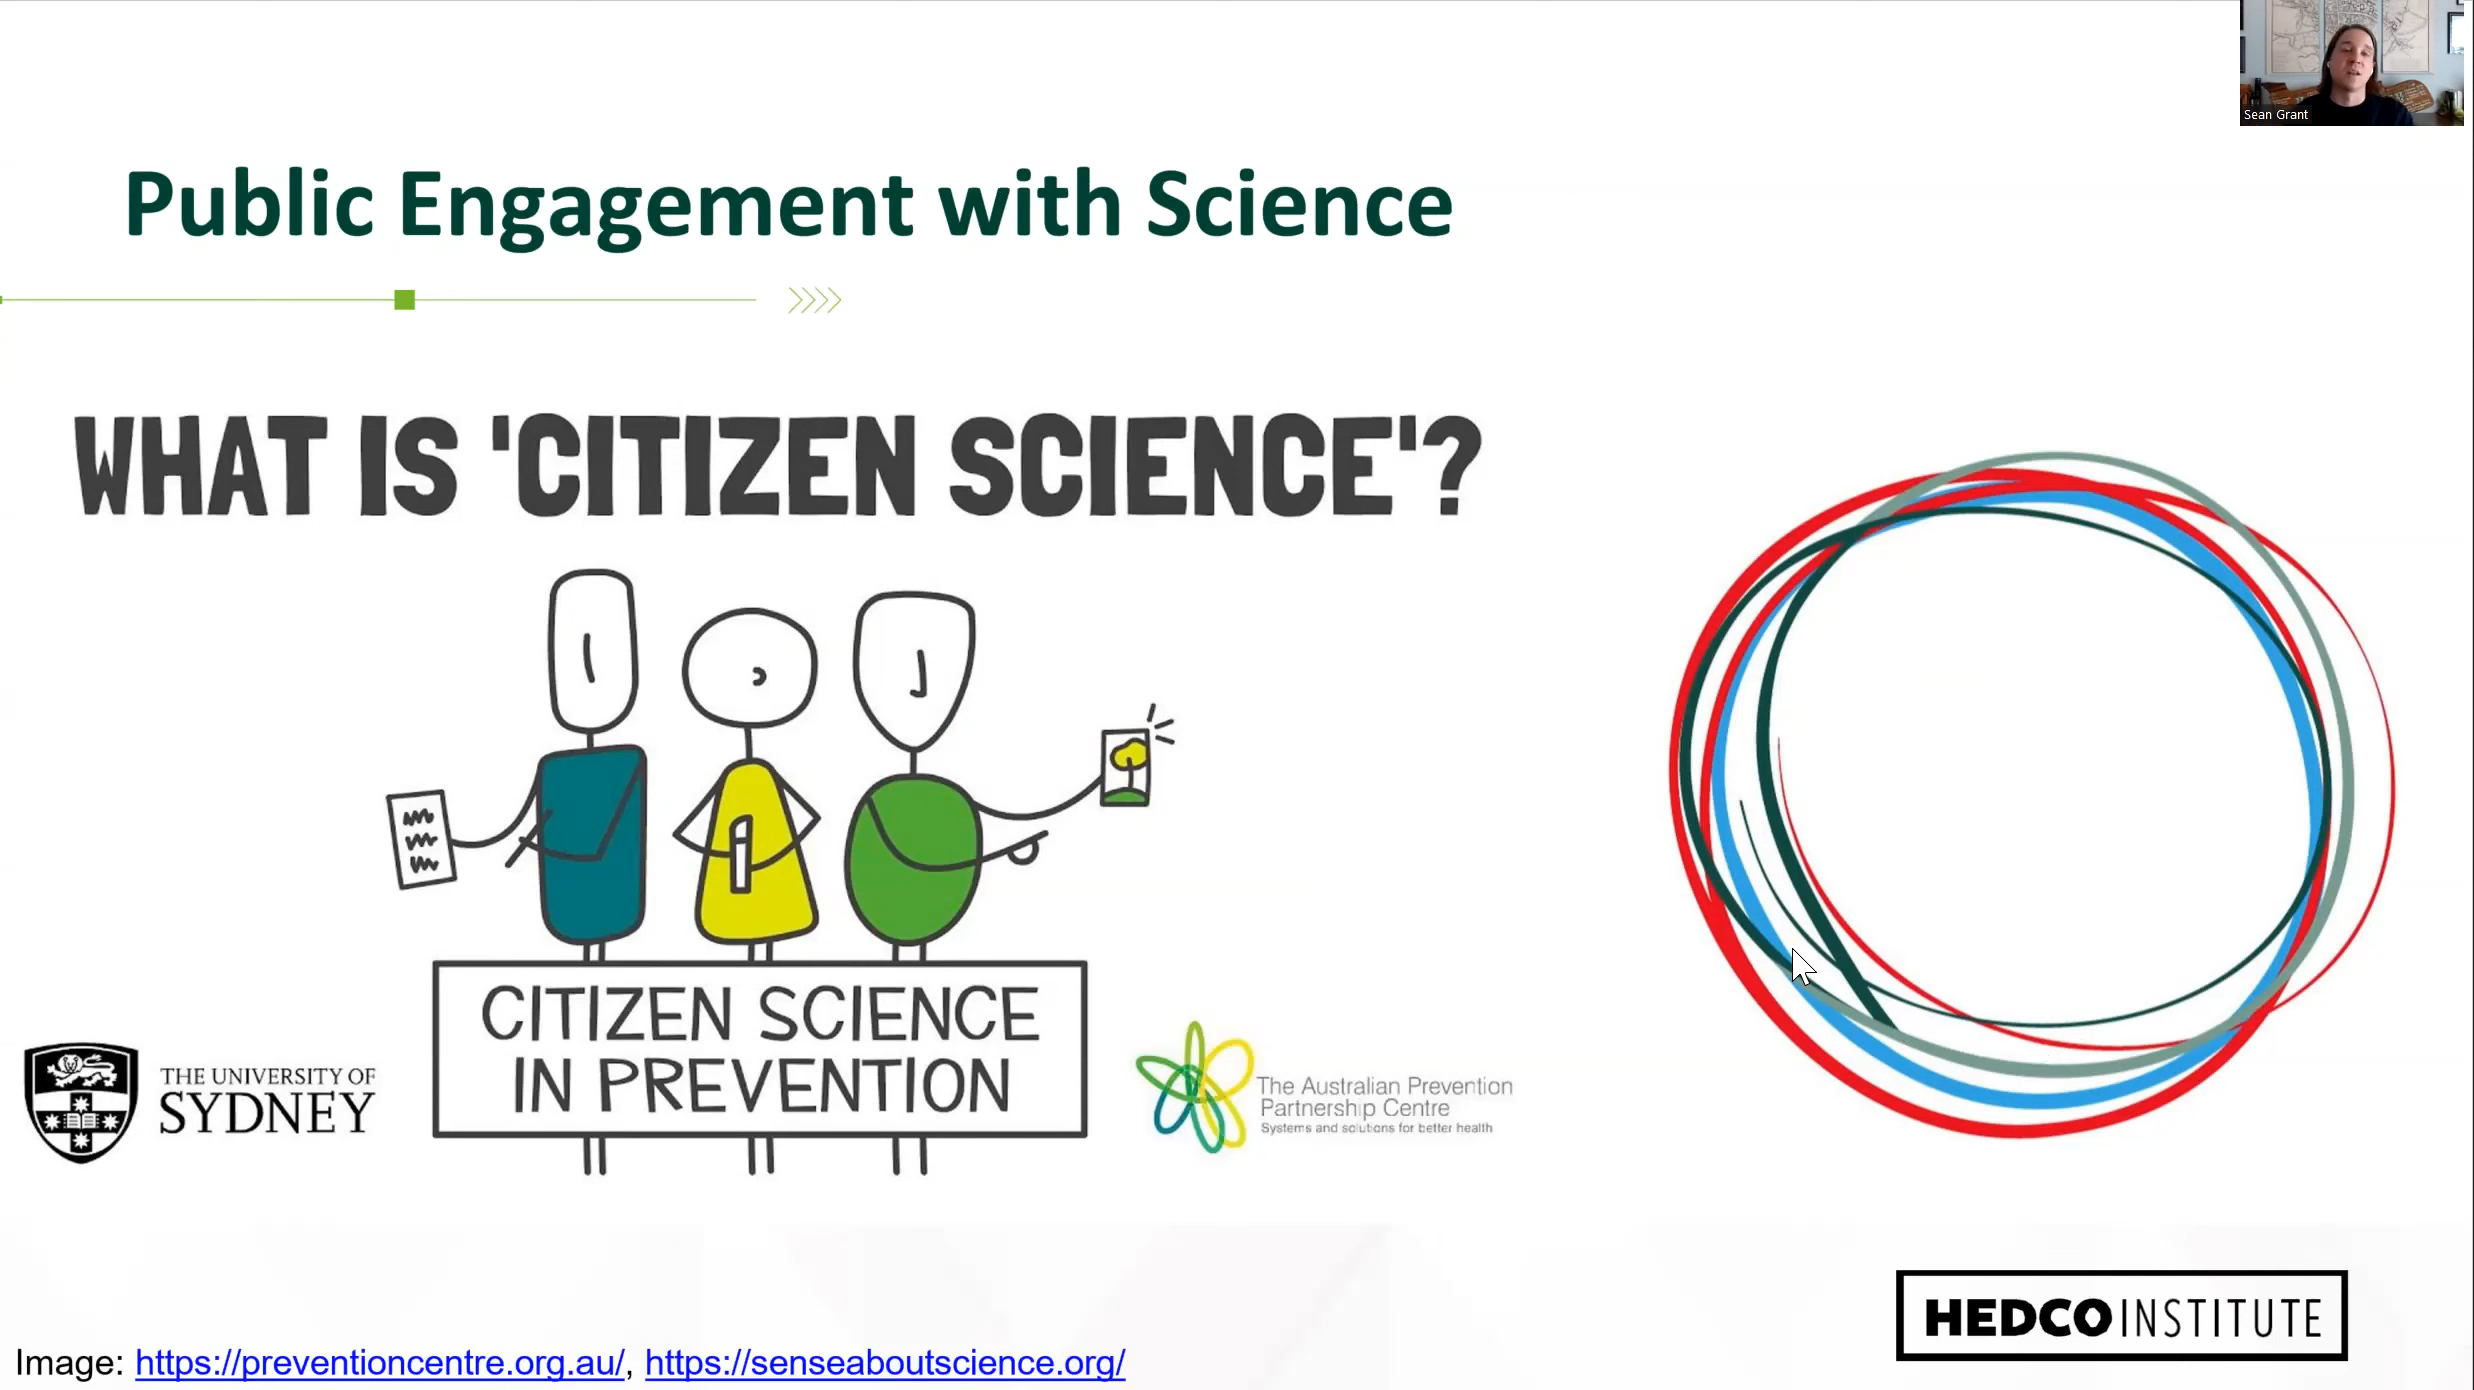 Sean Grant
Public Engagement with Science
WHAT IS 'CITIZEN SCIENCE'?
CITIZEN SCIENCE
IN PREVENTION
THE UNIVERSITY OF
SYDNEY
The Australian Prevention
Partnership Centre
Systems and solutions for better health
HEDCO INSTITUTE
Image: https://preventioncentre.org.au/, https://senseaboutscience.org/